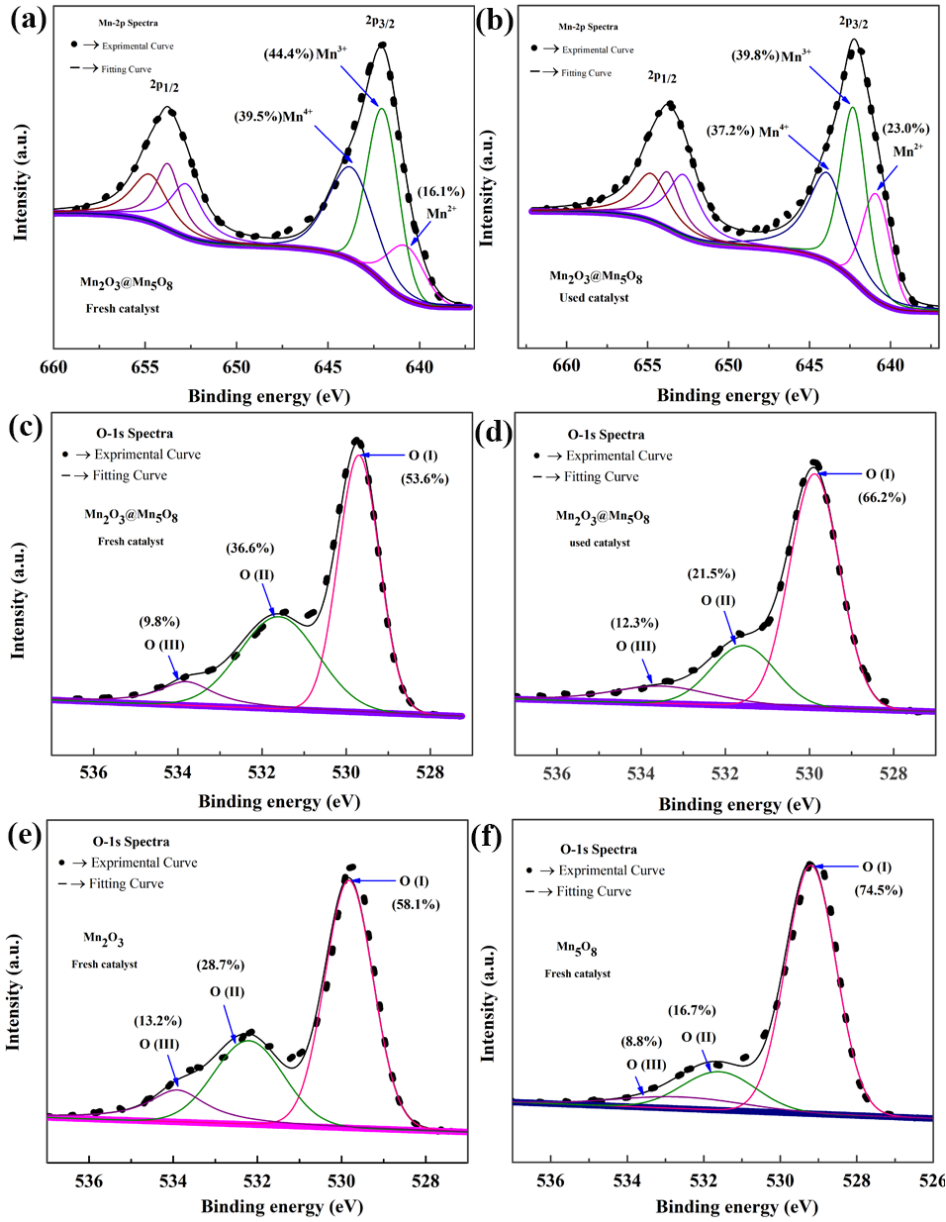 (a)
Mn-2p Spectra
● → Exprimental Curve
– → Fitting Curve
2p1/2
2p3/2
(44.4%) Mn3+
(39.5%)Mn4+
(16.1%)
Mn2+
Mn2O3@Mn5O8
Fresh catalyst
Intensity (a.u.)
660 655 650 645 640
Binding energy (eV)
(b)
Mn-2p Spectra
● → Exprimental Curve
– → Fitting Curve
2p1/2
2p3/2
(39.8%) Mn3+
(37.2%) Mn4+
(23.0%)
Mn2+
Mn2O3@Mn5O8
Used catalyst
Intensity (a.u.)
660 655 650 645 640
Binding energy (eV)
(c)
O-1s Spectra
● → Exprimental Curve
– → Fitting Curve
Mn2O3@Mn5O8
Fresh catalyst
O (I)
(53.6%)
(36.6%)
O (II)
(9.8%)
O (III)
Intensity (a.u.)
536 534 532 530 528
Binding energy (eV)
(d)
O-1s Spectra
● → Exprimental Curve
– → Fitting Curve
Mn2O3@Mn5O8
used catalyst
O (I)
(66.2%)
(21.5%)
O (II)
(12.3%)
O (III)
Intensity (a.u.)
536 534 532 530 528
Binding energy (eV)
(e)
O-1s Spectra
● → Exprimental Curve
– → Fitting Curve
Mn2O3
Fresh catalyst
O (I)
(58.1%)
(28.7%)
O (II)
(13.2%)
O (III)
Intensity (a.u.)
536 534 532 530 528
Binding energy (eV)
(f)
O-1s Spectra
● → Exprimental Curve
– → Fitting Curve
Mn5O8
Fresh catalyst
O (I)
(74.5%)
(16.7%)
O (II)
(8.8%)
O (III)
Intensity (a.u.)
536 534 532 530 528 526
Binding energy (eV)